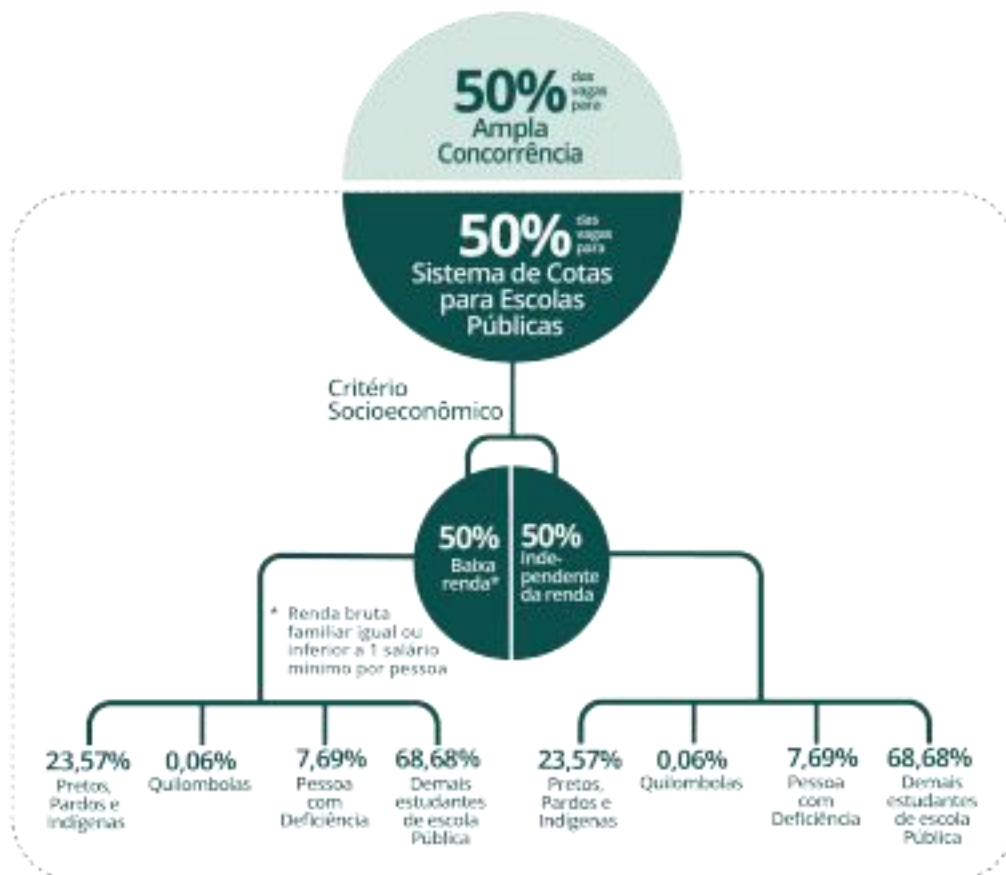 50% das
vagas
para
Ampla
Concorrência
50% das
vagas
para
Sistema de Cotas
para Escolas
Públicas
Critério
Socioeconômico
50%
Baixa
renda*
50%
Inde-
pendente
da renda
* Renda bruta
familiar igual ou
inferior a 1 salário
mínimo por pessoa
23,57%
Pretos,
Pardos e
Indígenas
0,06%
Quilombolas
7,69%
Pessoa
com
Deficiência
68,68%
Demais
estudantes
de escola
Pública
23,57%
Pretos,
Pardos e
Indígenas
0,06%
Quilombolas
7,69%
Pessoa
com
Deficiência
68,68%
Demais
estudantes
de escola
Pública